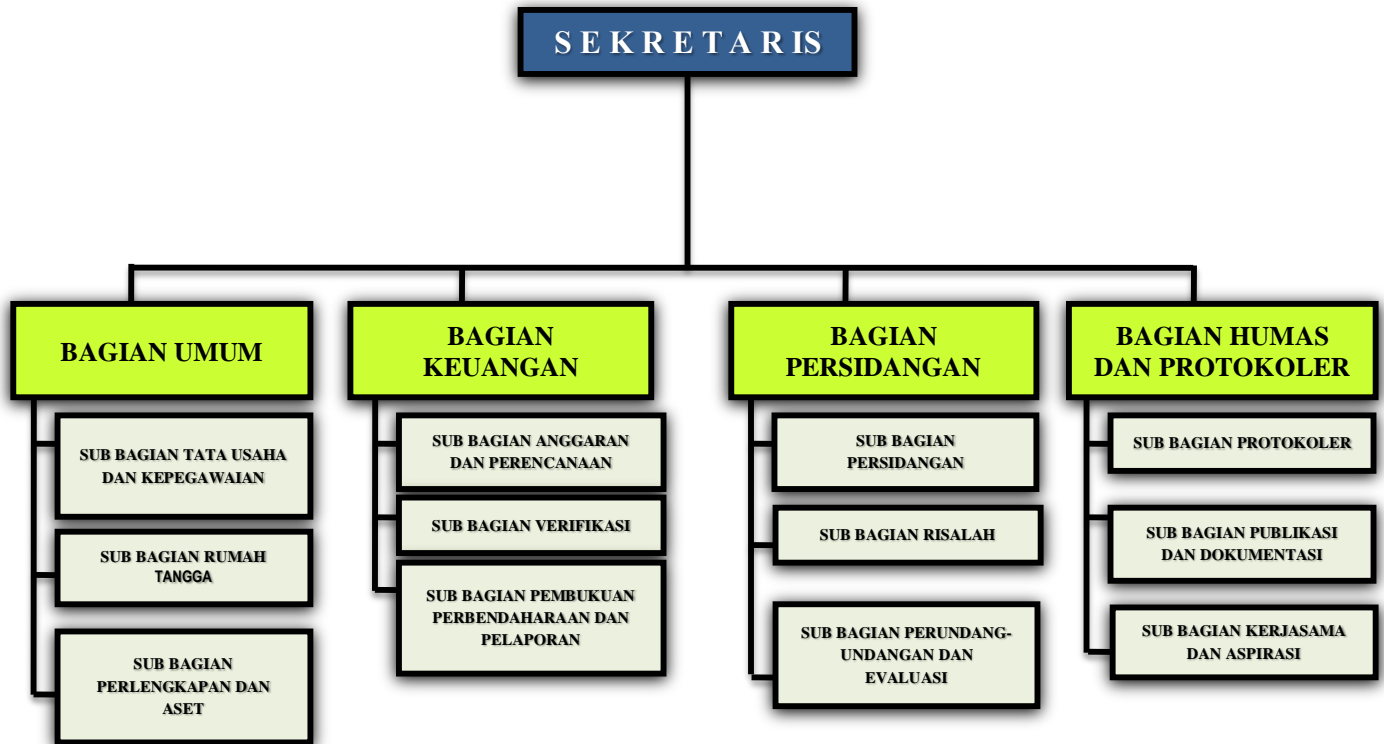 S E K R E T A R IS
BAGIAN UMUM
BAGIAN
KEUANGAN
BAGIAN
PERSIDANGAN
BAGIAN HUMAS
DAN PROTOKOLER
SUB BAGIAN TATA USAHA
DAN KEPEGAWAIAN
SUB BAGIAN RUMAH
TANGGA
SUB BAGIAN
PERLENGKAPAN DAN
ASET
SUB BAGIAN ANGGARAN
DAN PERENCANAAN
SUB BAGIAN VERIFIKASI
SUB BAGIAN PEMBUKUAN
PERBENDAHARAAN DAN
PELAPORAN
SUB BAGIAN
PERSIDANGAN
SUB BAGIAN RISALAH
SUB BAGIAN PERUNDANG-
UNDANGAN DAN
EVALUASI
SUB BAGIAN PROTOKOLER
SUB BAGIAN PUBLIKASI
DAN DOKUMENTASI
SUB BAGIAN KERJASAMA
DAN ASPIRASI